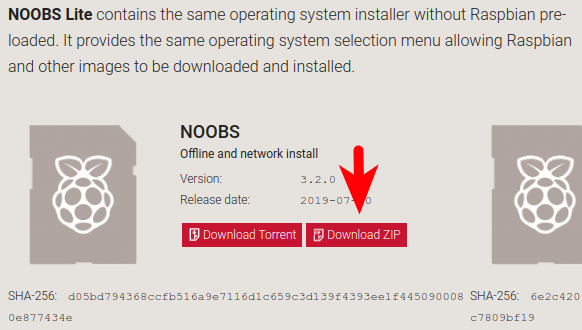 NOOBS Lite contains the same operating system installer without Raspbian pre-
loaded. It provides the same operating system selection menu allowing Raspbian
and other images to be downloaded and installed.
NOOBS
Offline and network install
Version: 3.2.0
Release date: 2019-07- 0
Download Torrent Download ZIP
SHA-256: d05bd794368ccfb516a9e7116d1c659c3d139f4393ee1f445090008
0e877434e
SHA-256: 6e2c420
c7809bf19